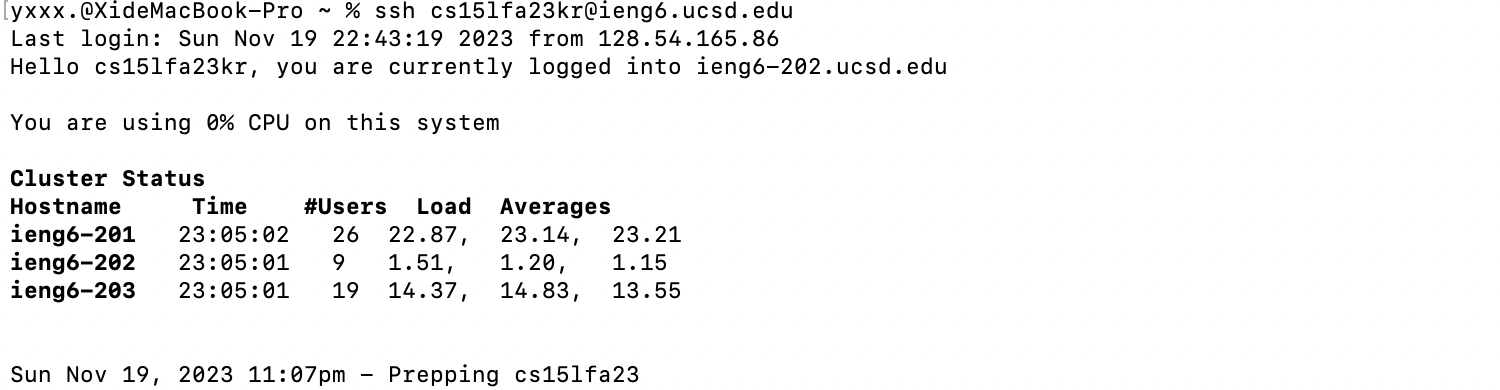 [yxxx.@XideMacBook-Pro ~ % ssh cs15lfa23kr@ieng6.ucsd.edu
Last login: Sun Nov 19 22:43:19 2023 from 128.54.165.86
Hello cs15lfa23kr, you are currently logged into ieng6-202.ucsd.edu
You are using 0% CPU on this system
Cluster Status
Hostname Time #Users Load Averages
ieng6-201 23:05:02 26 22.87, 23.14, 23.21
ieng6-202 23:05:01 9 1.51, 1.20, 1.15
ieng6-203 23:05:01 19 14.37, 14.83, 13.55
Sun Nov 19, 2023 11:07pm - Prepping cs15lfa23